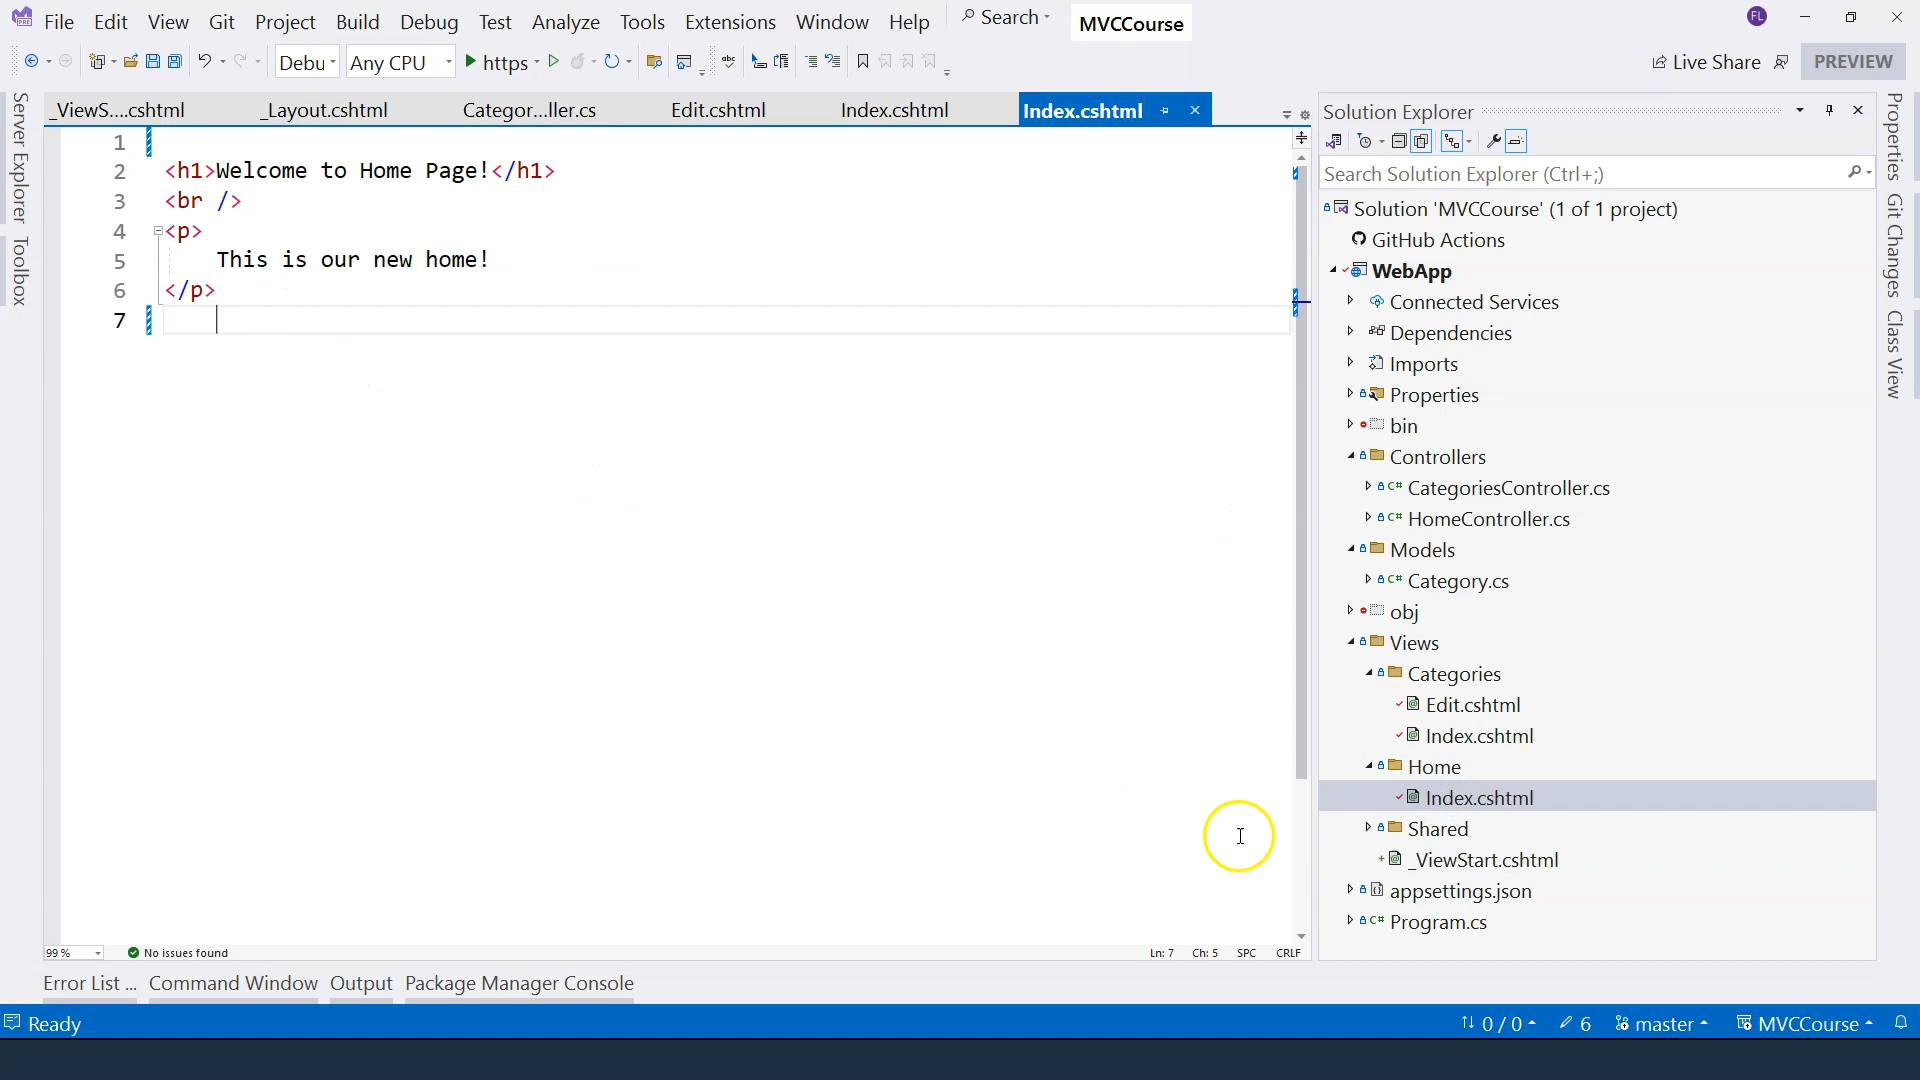 File Edit View Git Project Build Debug Test Analyze Tools Extensions Window Help Search MVCCourse
FL
Debu Any CPU https Live Share PREVIEW
Server Explorer
Toolbox
_ViewS....cshtml _Layout.cshtml Categor...ller.cs Edit.cshtml Index.cshtml Index.cshtml
1
2 <h1>Welcome to Home Page!</h1>
3 <br />
4 <p>
5 This is our new home!
6 </p>
7
99 % No issues found Ln: 7 Ch: 5 SPC CRLF
Solution Explorer
Search Solution Explorer (Ctrl+;)
Solution 'MVCCourse' (1 of 1 project)
GitHub Actions
WebApp
Connected Services
Dependencies
Imports
Properties
bin
Controllers
C# CategoriesController.cs
C# HomeController.cs
Models
C# Category.cs
obj
Views
Categories
Edit.cshtml
Index.cshtml
Home
Index.cshtml
Shared
_ViewStart.cshtml
appsettings.json
C# Program.cs
Properties
Git Changes
Class View
Error List ... Command Window Output Package Manager Console
Ready 0 / 0 6 master MVCCourse